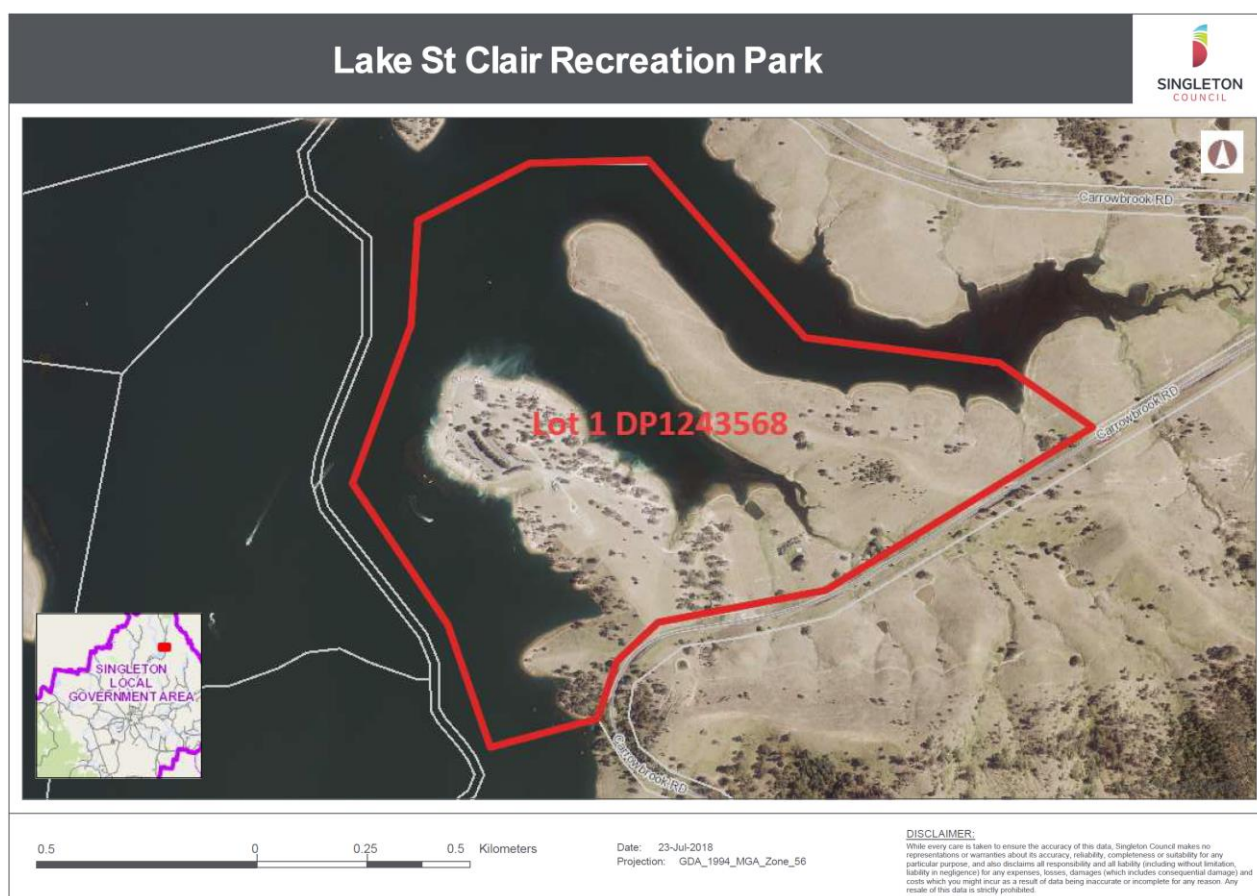 Lake St Clair Recreation Park
SINGLETON
COUNCIL
Carrowbrook RD
Lot 1 DP1243568
Carrowbrook RD
SINGLETON
LOCAL
GOVERNMENT AREA
Carrowbrook RD
0.5 0 0.25 0.5 Kilometers
Date: 23-Jul-2018
Projection: GDA_1994_MGA_Zone_56
DISCLAIMER:
While every care is taken to ensure the accuracy of this data, Singleton Council makes no
representations or warranties about its accuracy, reliability, completeness or suitability for any
particular purpose, and also disclaims all responsibility and all liability (including without limitation,
liability in negligence) for any expenses, losses, damages (which includes consequential damage) and
costs which you might incur as a result of data being inaccurate or incomplete for any reason. Any
resale of this data is strictly prohibited.